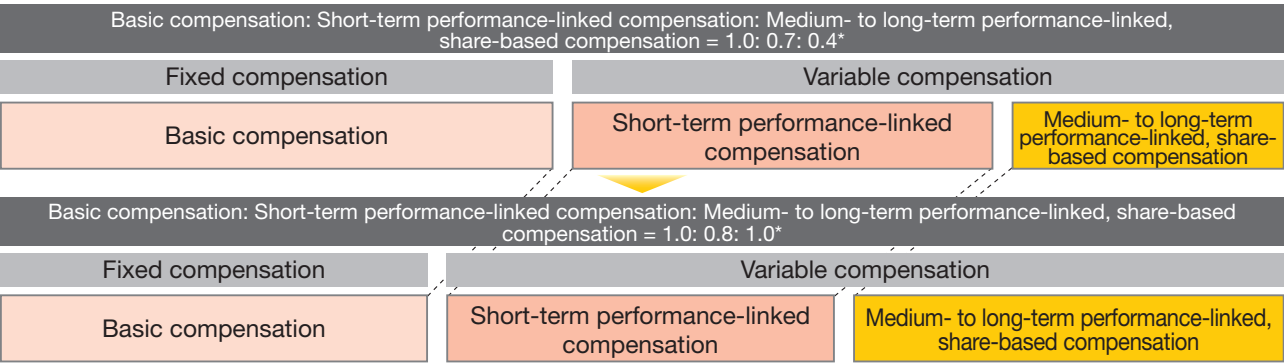 Basic compensation: Short-term performance-linked compensation: Medium- to long-term performance-linked,
share-based compensation = 1.0: 0.7: 0.4*
Fixed compensation
Variable compensation
Basic compensation
Short-term performance-linked
compensation
Medium- to long-term
performance-linked, share-
based compensation
Basic compensation: Short-term performance-linked compensation: Medium- to long-term performance-linked, share-based
compensation = 1.0: 0.8: 1.0*
Fixed compensation
Variable compensation
Basic compensation
Short-term performance-linked
compensation
Medium- to long-term performance-linked,
share-based compensation